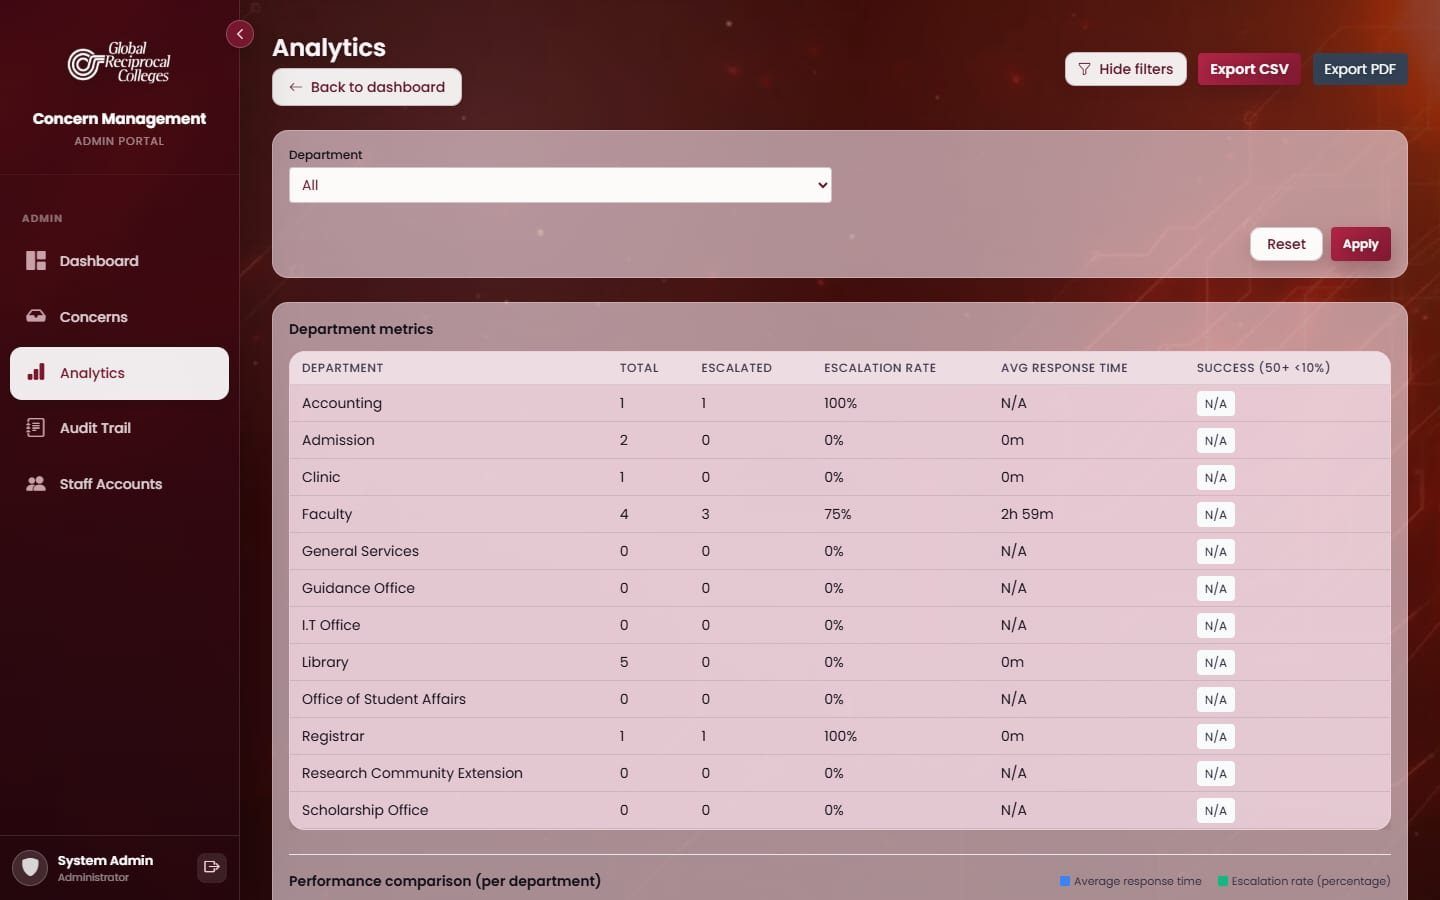 Global
Reciprocal
Colleges
Concern Management
ADMIN PORTAL
ADMIN
Dashboard
Concerns
Analytics
Audit Trail
Staff Accounts
System Admin
Administrator
Analytics
Back to dashboard
Hide filters
Export CSV
Export PDF
Department
All
Reset
Apply
Department metrics
DEPARTMENT TOTAL ESCALATED ESCALATION RATE AVG RESPONSE TIME SUCCESS (50+ <10%)
Accounting 1 1 100% N/A N/A
Admission 2 0 0% 0m N/A
Clinic 1 0 0% 0m N/A
Faculty 4 3 75% 2h 59m N/A
General Services 0 0 0% N/A N/A
Guidance Office 0 0 0% N/A N/A
I.T Office 0 0 0% N/A N/A
Library 5 0 0% 0m N/A
Office of Student Affairs 0 0 0% N/A N/A
Registrar 1 1 100% 0m N/A
Research Community Extension 0 0 0% N/A N/A
Scholarship Office 0 0 0% N/A N/A
Performance comparison (per department)
Average response time
Escalation rate (percentage)